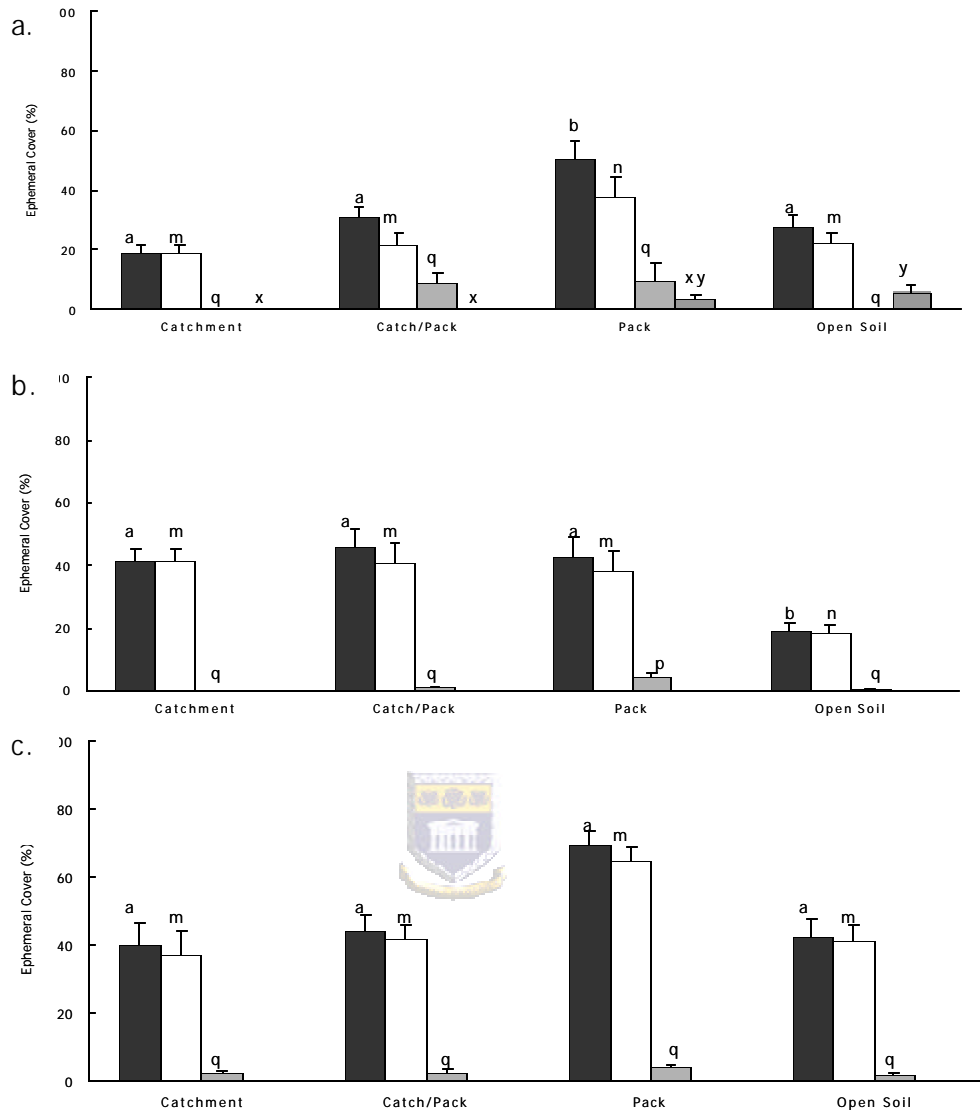 a.
Ephemeral Cover (%)
00
80
60
40
20
0
a m q x
a m q x
b n q x y
a m q y
Catchment Catch/Pack Pack Open Soil
b.
Ephemeral Cover (%)
00
80
60
40
20
0
a m q
a m q
a m p
b n q
Catchment Catch/Pack Pack Open Soil
c.
Ephemeral Cover (%)
00
80
60
40
20
0
a m q
a m q
a m q
a m q
Catchment Catch/Pack Pack Open Soil